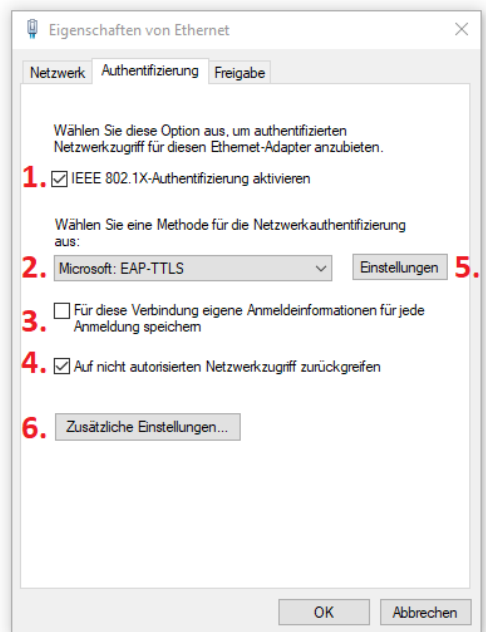 Eigenschaften von Ethernet
Netzwerk Authentifizierung Freigabe
Wählen Sie diese Option aus, um authentifizierten
Netzwerkzugriff für diesen Ethernet-Adapter anzubieten.
1. IEEE 802.1X-Authentifizierung aktivieren
Wählen Sie eine Methode für die Netzwerkauthentifizierung
aus:
2. Microsoft: EAP-TTLS Einstellungen 5.
3. Für diese Verbindung eigene Anmeldeinformationen für jede
Anmeldung speichern
4. Auf nicht autorisierten Netzwerkzugriff zurückgreifen
6. Zusätzliche Einstellungen...
OK Abbrechen